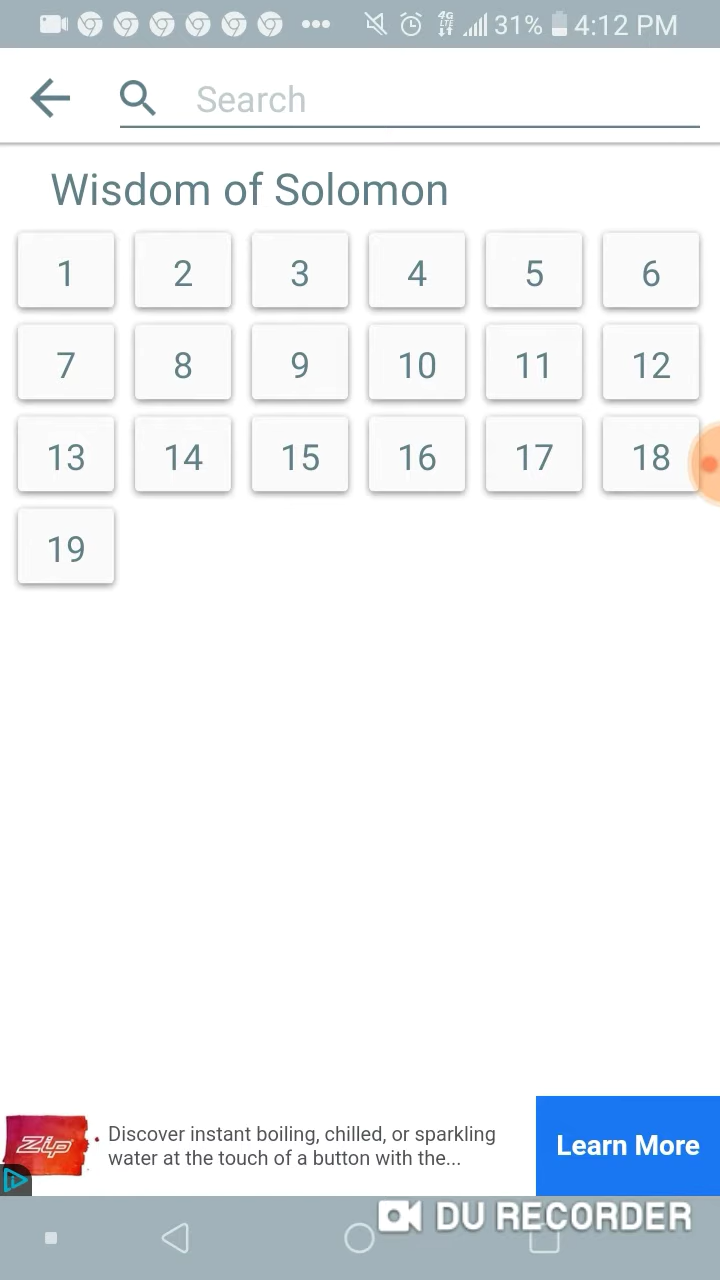 4G LTE 31% 4:12 PM
Search
Wisdom of Solomon
1 2 3 4 5 6
7 8 9 10 11 12
13 14 15 16 17 18
19
Zip
Discover instant boiling, chilled, or sparkling
water at the touch of a button with the...
Learn More
DU RECORDER